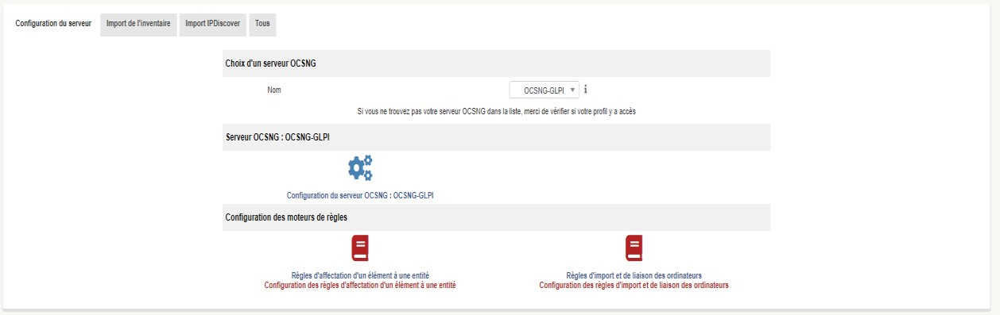 Configuration du serveur Import de l'inventaire Import IPDiscover Tous
Choix d'un serveur OCSNG
Nom OCSNG-GLPI
Si vous ne trouvez pas votre serveur OCSNG dans la liste, merci de vérifier si votre profil y a accès
Serveur OCSNG : OCSNG-GLPI
Configuration du serveur OCSNG : OCSNG-GLPI
Configuration des moteurs de règles
Règles d'affectation d'un élément à une entité Règles d'import et de liaison des ordinateurs
Configuration des règles d'affectation d'un élément à une entité Configuration des règles d'import et de liaison des ordinateurs